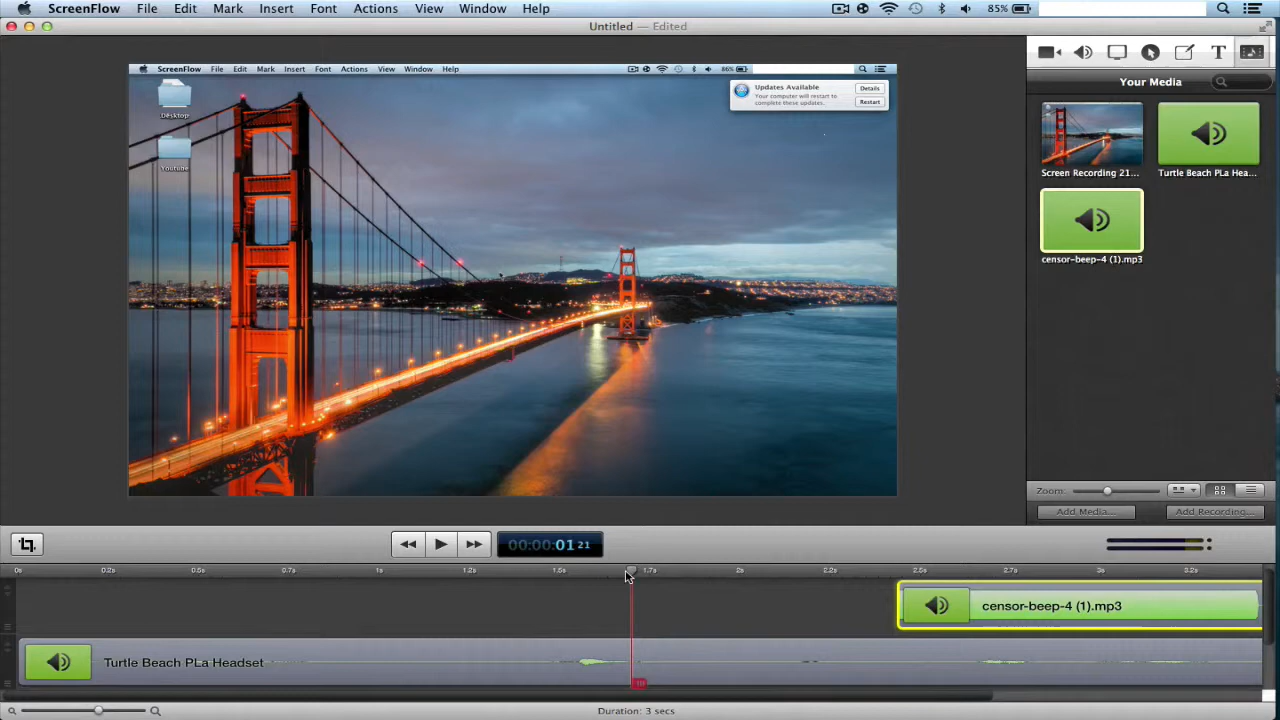 ScreenFlow File Edit Mark Insert Font Actions View Window Help 85%
Untitled — Edited
ScreenFlow File Edit Mark Insert Font Actions View Window Help 86%
Updates Available
Your computer will restart to
complete these updates.
Details
Restart
Desktop
Youtube
Your Media
Screen Recording 21...
Turtle Beach PLa Hea...
censor-beep-4 (1).mp3
Zoom:
Add Media...
Add Recording...
00:00:01 21
0s 0.2s 0.5s 0.7s 1s 1.2s 1.5s 1.7s 2s 2.2s 2.5s 2.7s 3s 3.2s
censor-beep-4 (1).mp3
Turtle Beach PLa Headset
Duration: 3 secs